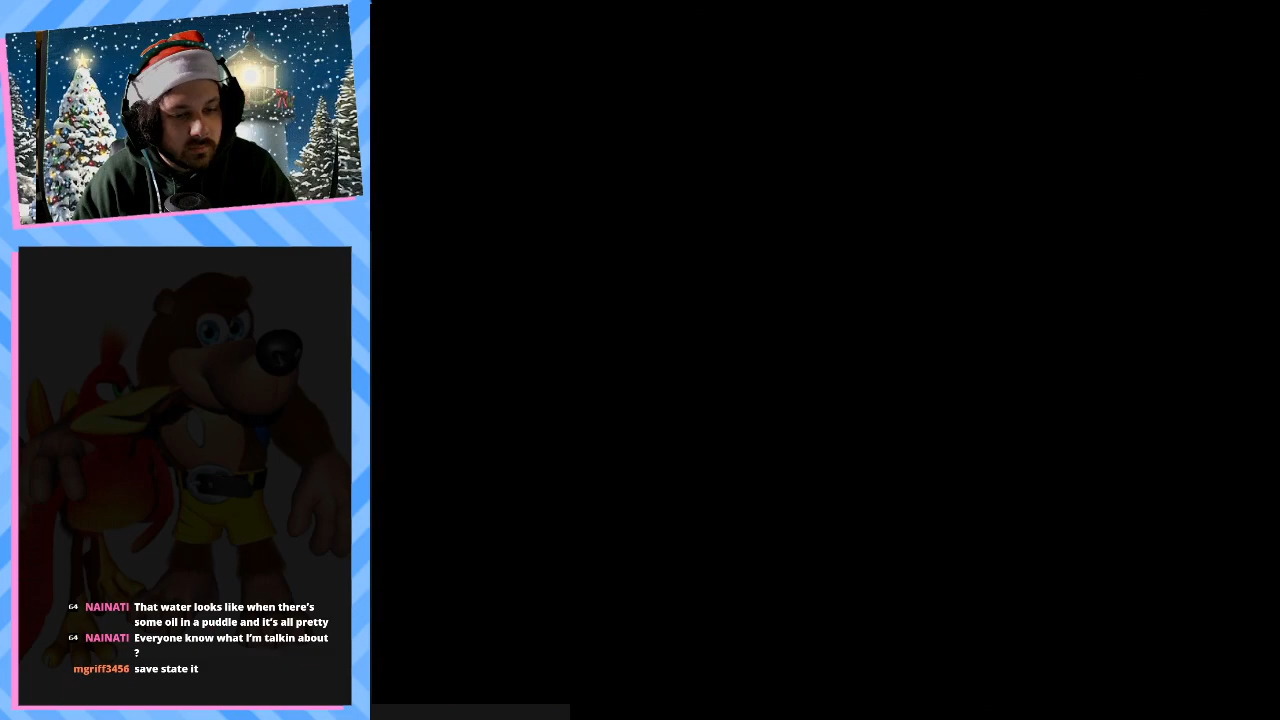 64 NAINATI That water looks like when there's
some oil in a puddle and it's all pretty
64 NAINATI Everyone know what I'm talkin about
?
mgriff3456 save state it